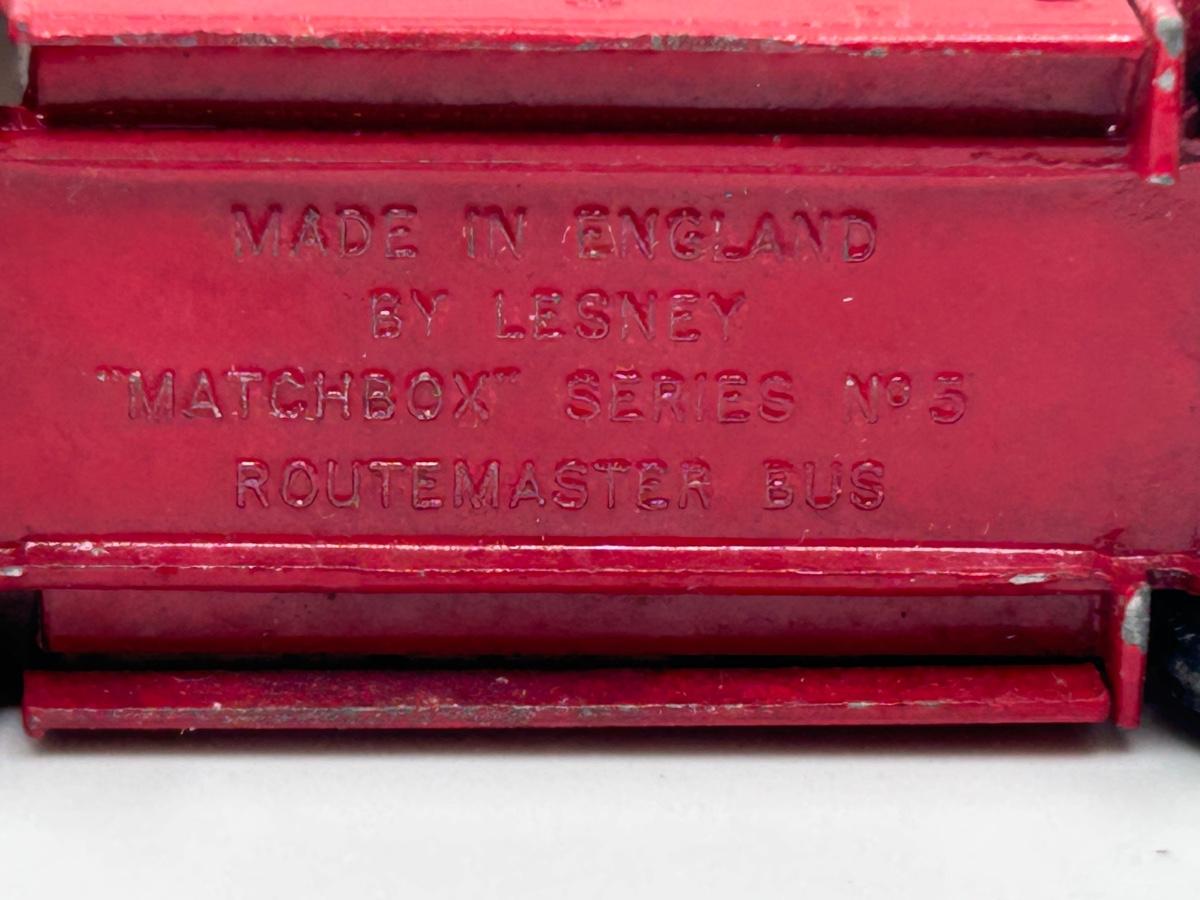 MADE IN ENGLAND
BY LESNEY
"MATCHBOX" SERIES Nº 5
ROUTEMASTER BUS